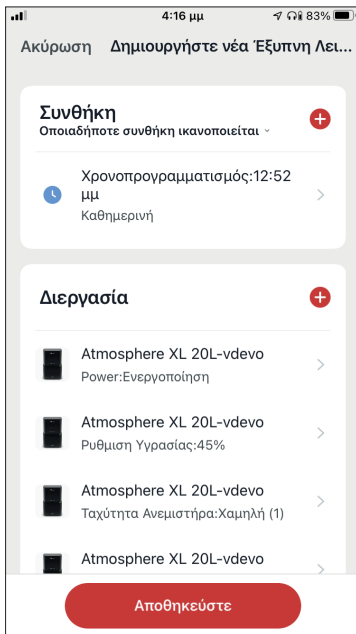 4:16 μμ
83%
Ακύρωση Δημιουργήστε νέα Έξυπνη Λει...
Συνθήκη
Οποιαδήποτε συνθήκη ικανοποιείται
Χρονοπρογραμματισμός:12:52
μμ
Καθημερινή
Διεργασία
Atmosphere XL 20L-vdevo
Power:Ενεργοποίηση
Atmosphere XL 20L-vdevo
Ρυθμιση Υγρασίας:45%
Atmosphere XL 20L-vdevo
Ταχύτητα Ανεμιστήρα:Χαμηλή (1)
Atmosphere XL 20L-vdevo
Αποθηκεύστε